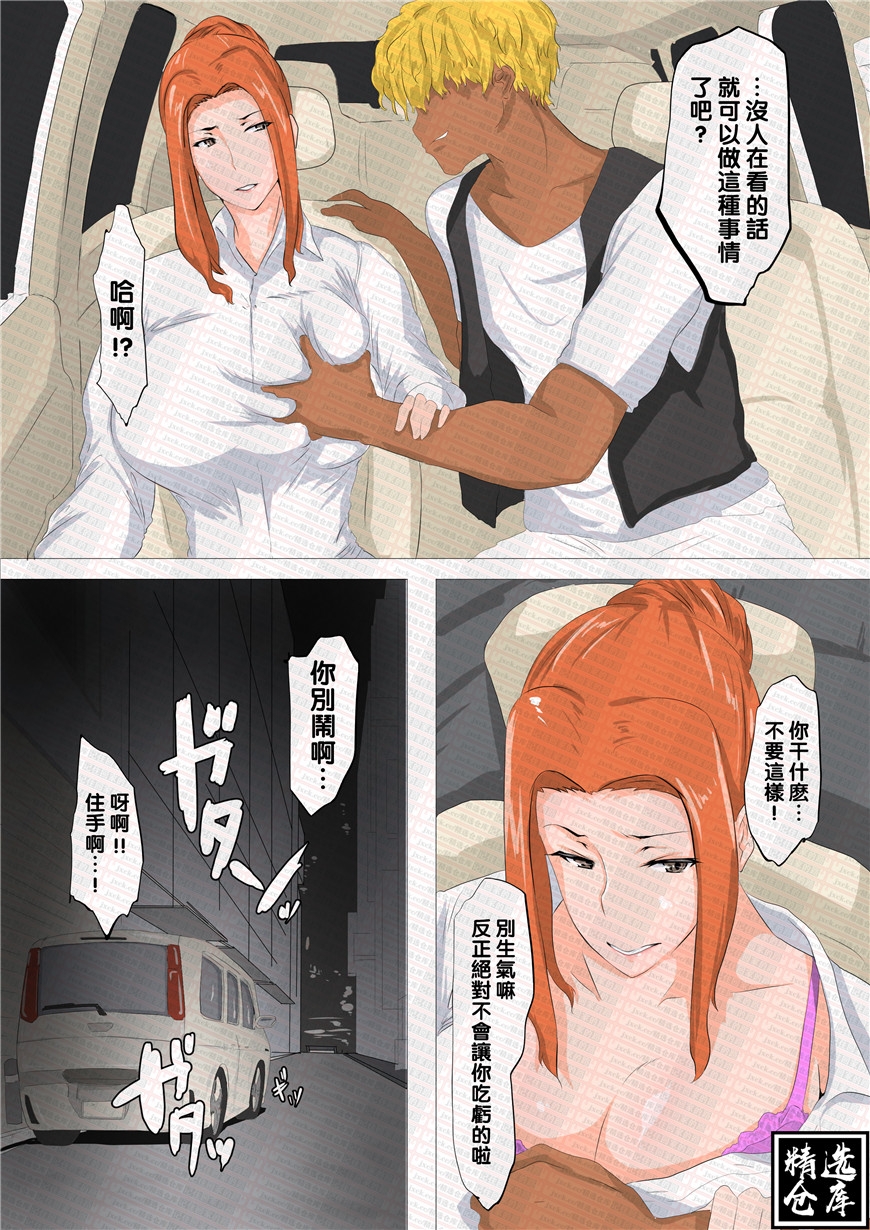 …沒人在看的話
就可以做這種事情
了吧？
哈啊!?
你干什麽…
不要這樣！
別生氣嘛
反正絕對不會讓你吃虧的啦
你別鬧啊…
ガタンッ
呀啊!!
住手啊…！
ガタ
ガタ
精选
仓库